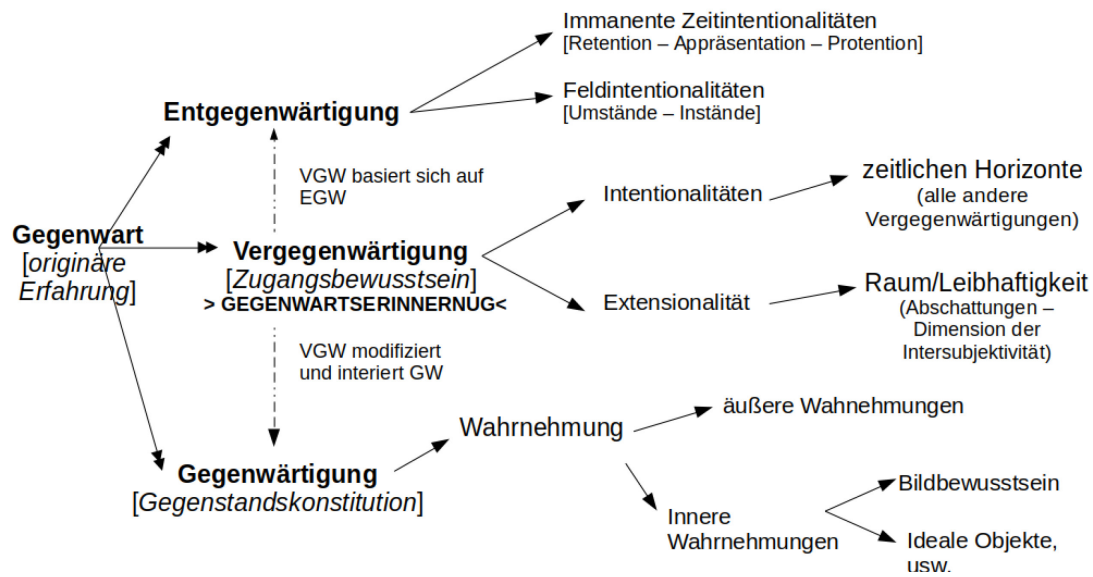 Immanente Zeitintentionalitäten
[Retention – Appräsentation – Protention]
Feldintentionalitäten
[Umstände – Instände]
Entgegenwärtigung
VGW basiert sich auf
EGW
Intentionalitäten
zeitlichen Horizonte
(alle andere
Vergegenwärtigungen)
Gegenwart
[originäre
Erfahrung]
Vergegenwärtigung
[Zugangsbewusstsein]
> GEGENWARTSERINNERNUG<
Extensionalität
Raum/Leibhaftigkeit
(Abschattungen –
Dimension der
Intersubjektivität)
VGW modifiziert
und interiert GW
Wahrnehmung
äußere Wahnehmungen
Gegenwärtigung
[Gegenstandskonstitution]
Innere
Wahrnehmungen
Bildbewusstsein
Ideale Objekte,
usw.